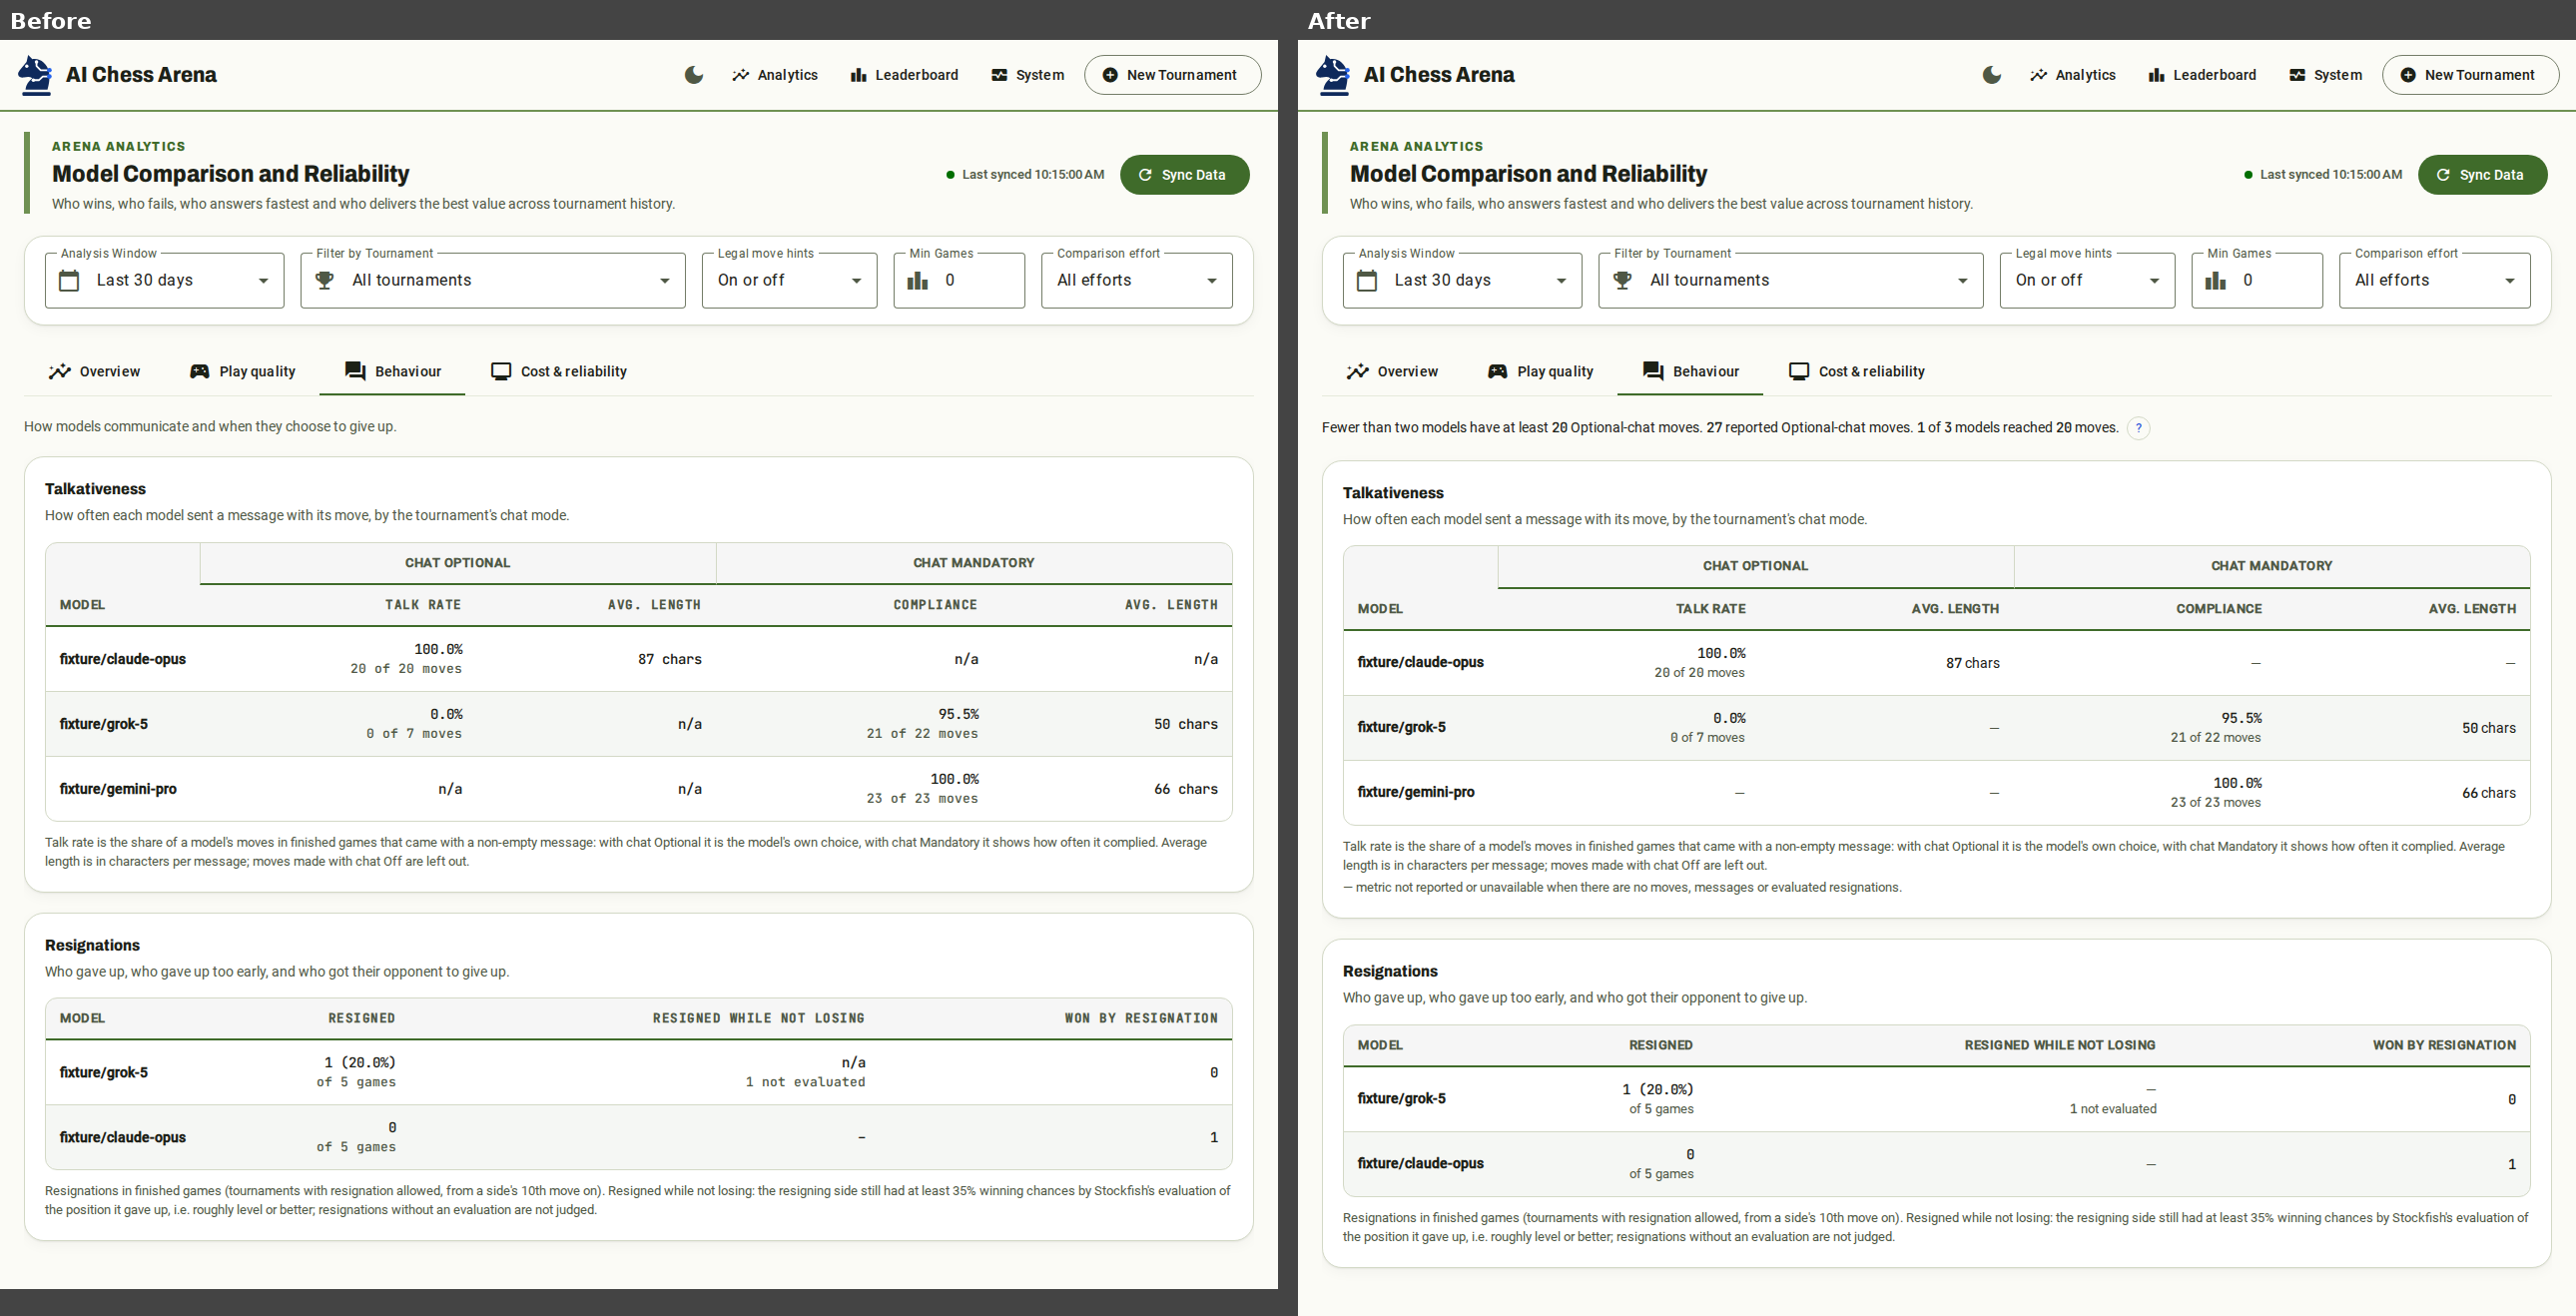 Before
AI Chess Arena
Analytics
Leaderboard
System
New Tournament
ARENA ANALYTICS
Model Comparison and Reliability
Who wins, who fails, who answers fastest and who delivers the best value across tournament history.
Last synced 10:15:00 AM
Sync Data
Analysis Window
Last 30 days
Filter by Tournament
All tournaments
Legal move hints
On or off
Min Games
0
Comparison effort
All efforts
Overview
Play quality
Behaviour
Cost & reliability
How models communicate and when they choose to give up.
Talkativeness
How often each model sent a message with its move, by the tournament's chat mode.
CHAT OPTIONAL CHAT MANDATORY
MODEL TALK RATE AVG. LENGTH COMPLIANCE AVG. LENGTH
fixture/claude-opus 100.0% 87 chars n/a n/a
20 of 20 moves
fixture/grok-5 0.0% n/a 95.5% 50 chars
0 of 7 moves 21 of 22 moves
fixture/gemini-pro n/a n/a 100.0% 66 chars
23 of 23 moves
Talk rate is the share of a model's moves in finished games that came with a non-empty message: with chat Optional it is the model's own choice, with chat Mandatory it shows how often it complied. Average
length is in characters per message; moves made with chat Off are left out.
Resignations
Who gave up, who gave up too early, and who got their opponent to give up.
MODEL RESIGNED RESIGNED WHILE NOT LOSING WON BY RESIGNATION
fixture/grok-5 1 (20.0%) n/a 0
of 5 games 1 not evaluated
fixture/claude-opus 0 – 1
of 5 games
Resignations in finished games (tournaments with resignation allowed, from a side's 10th move on). Resigned while not losing: the resigning side still had at least 35% winning chances by Stockfish's evaluation of
the position it gave up, i.e. roughly level or better; resignations without an evaluation are not judged.
After
AI Chess Arena
Analytics
Leaderboard
System
New Tournament
ARENA ANALYTICS
Model Comparison and Reliability
Who wins, who fails, who answers fastest and who delivers the best value across tournament history.
Last synced 10:15:00 AM
Sync Data
Analysis Window
Last 30 days
Filter by Tournament
All tournaments
Legal move hints
On or off
Min Games
0
Comparison effort
All efforts
Overview
Play quality
Behaviour
Cost & reliability
Fewer than two models have at least 20 Optional-chat moves. 27 reported Optional-chat moves. 1 of 3 models reached 20 moves. ?
Talkativeness
How often each model sent a message with its move, by the tournament's chat mode.
CHAT OPTIONAL CHAT MANDATORY
MODEL TALK RATE AVG. LENGTH COMPLIANCE AVG. LENGTH
fixture/claude-opus 100.0% 87 chars — —
20 of 20 moves
fixture/grok-5 0.0% — 95.5% 50 chars
0 of 7 moves 21 of 22 moves
fixture/gemini-pro — — 100.0% 66 chars
23 of 23 moves
Talk rate is the share of a model's moves in finished games that came with a non-empty message: with chat Optional it is the model's own choice, with chat Mandatory it shows how often it complied. Average
length is in characters per message; moves made with chat Off are left out.
— metric not reported or unavailable when there are no moves, messages or evaluated resignations.
Resignations
Who gave up, who gave up too early, and who got their opponent to give up.
MODEL RESIGNED RESIGNED WHILE NOT LOSING WON BY RESIGNATION
fixture/grok-5 1 (20.0%) — 0
of 5 games 1 not evaluated
fixture/claude-opus 0 — 1
of 5 games
Resignations in finished games (tournaments with resignation allowed, from a side's 10th move on). Resigned while not losing: the resigning side still had at least 35% winning chances by Stockfish's evaluation of
the position it gave up, i.e. roughly level or better; resignations without an evaluation are not judged.